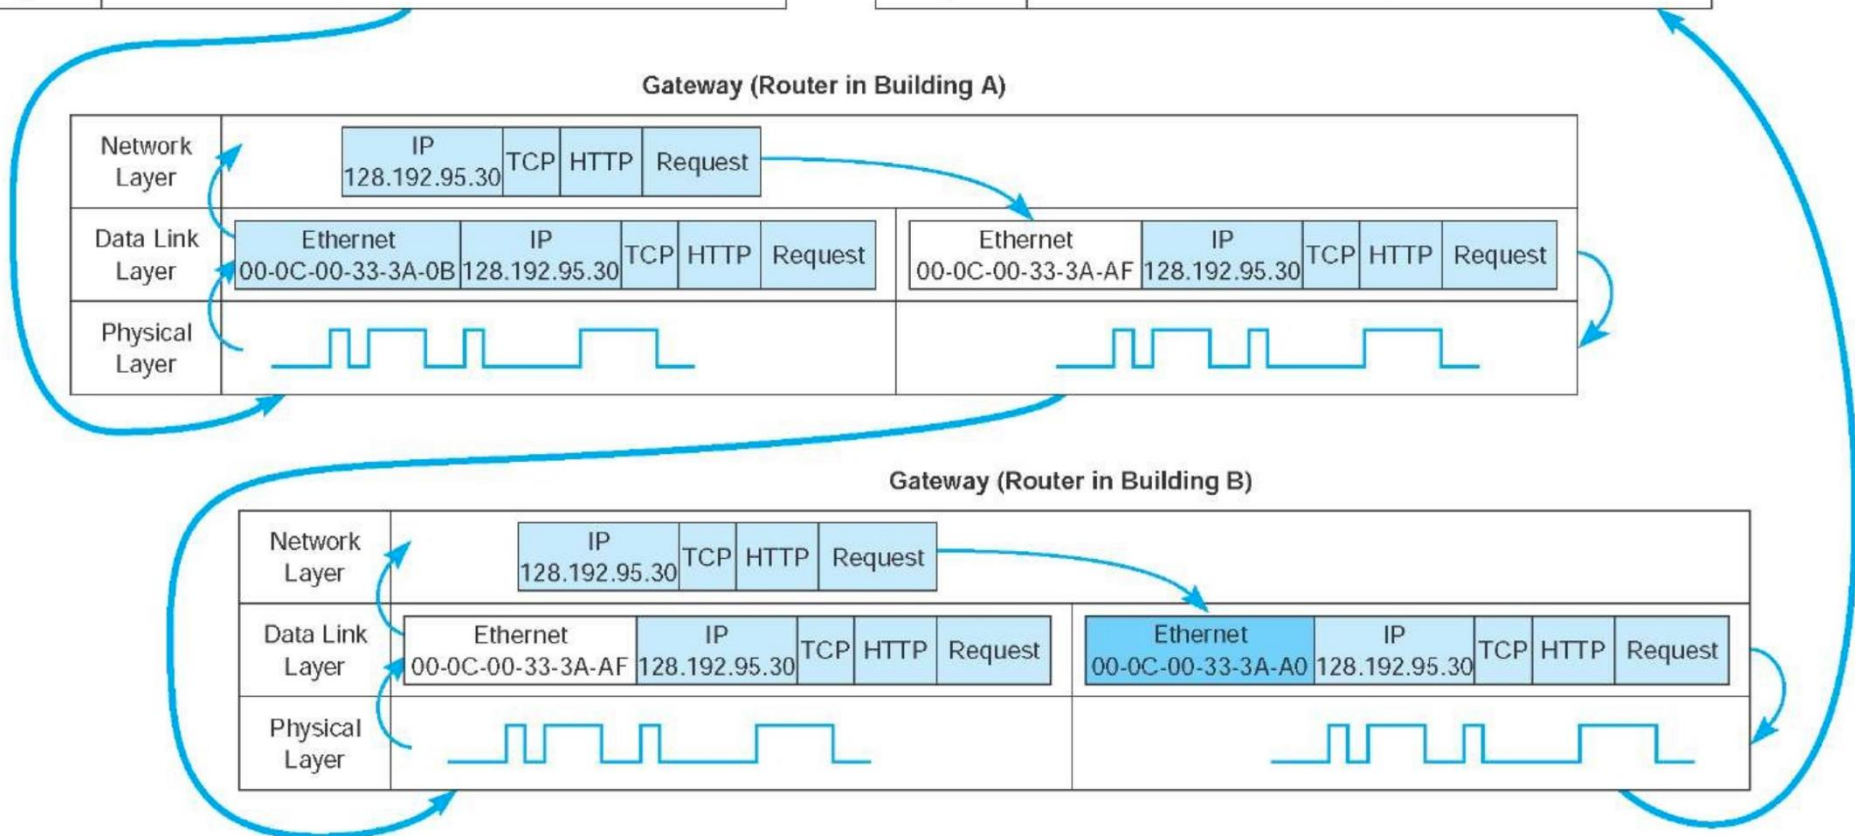 Gateway (Router in Building A)
Network
Layer
IP
128.192.95.30
TCP
HTTP
Request
Data Link
Layer
Ethernet
00-0C-00-33-3A-0B
IP
128.192.95.30
TCP
HTTP
Request
Ethernet
00-0C-00-33-3A-AF
IP
128.192.95.30
TCP
HTTP
Request
Physical
Layer
Gateway (Router in Building B)
Network
Layer
IP
128.192.95.30
TCP
HTTP
Request
Data Link
Layer
Ethernet
00-0C-00-33-3A-AF
IP
128.192.95.30
TCP
HTTP
Request
Ethernet
00-0C-00-33-3A-A0
IP
128.192.95.30
TCP
HTTP
Request
Physical
Layer